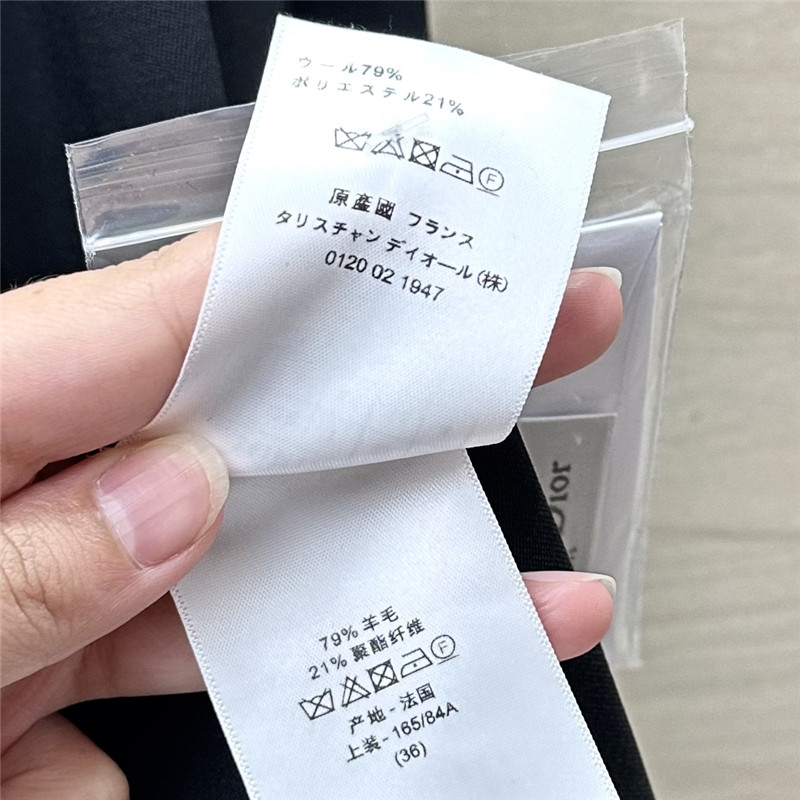 ウール79%
ポリエステル21%
F
原産國 フランス
タリスチャンディオール(株)
0120 02 1947
Dior
79% 羊毛
21% 聚酯纤维
F
产地 - 法国
上装 - 165/84A
(36)